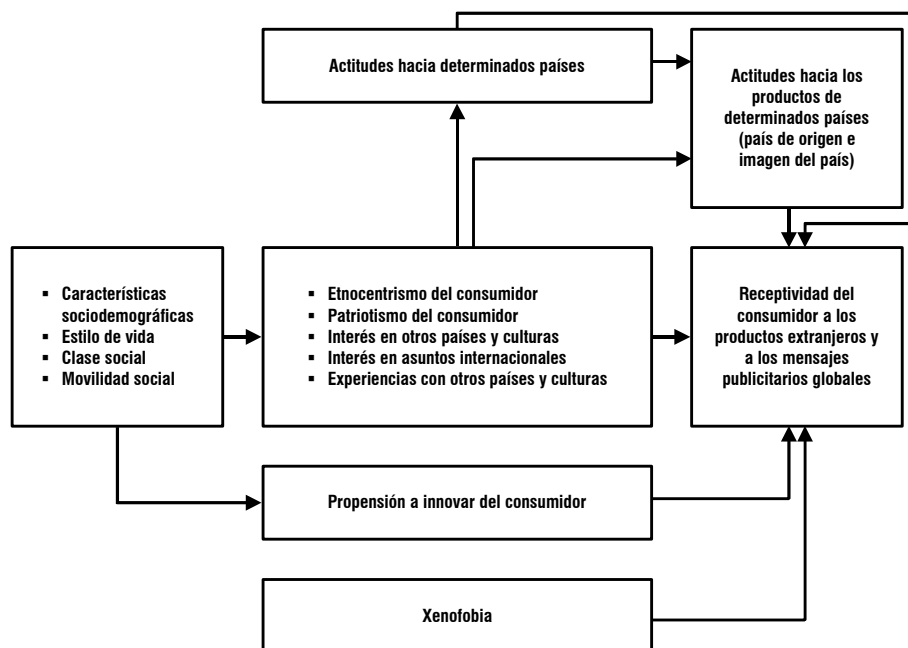 Actitudes hacia determinados países
Actitudes hacia los
productos de
determinados países
(país de origen e
imagen del país)
▪ Características
sociodemográficas
▪ Estilo de vida
▪ Clase social
▪ Movilidad social
▪ Etnocentrismo del consumidor
▪ Patriotismo del consumidor
▪ Interés en otros países y culturas
▪ Interés en asuntos internacionales
▪ Experiencias con otros países y culturas
Receptividad del
consumidor a los
productos extranjeros y
a los mensajes
publicitarios globales
Propensión a innovar del consumidor
Xenofobia